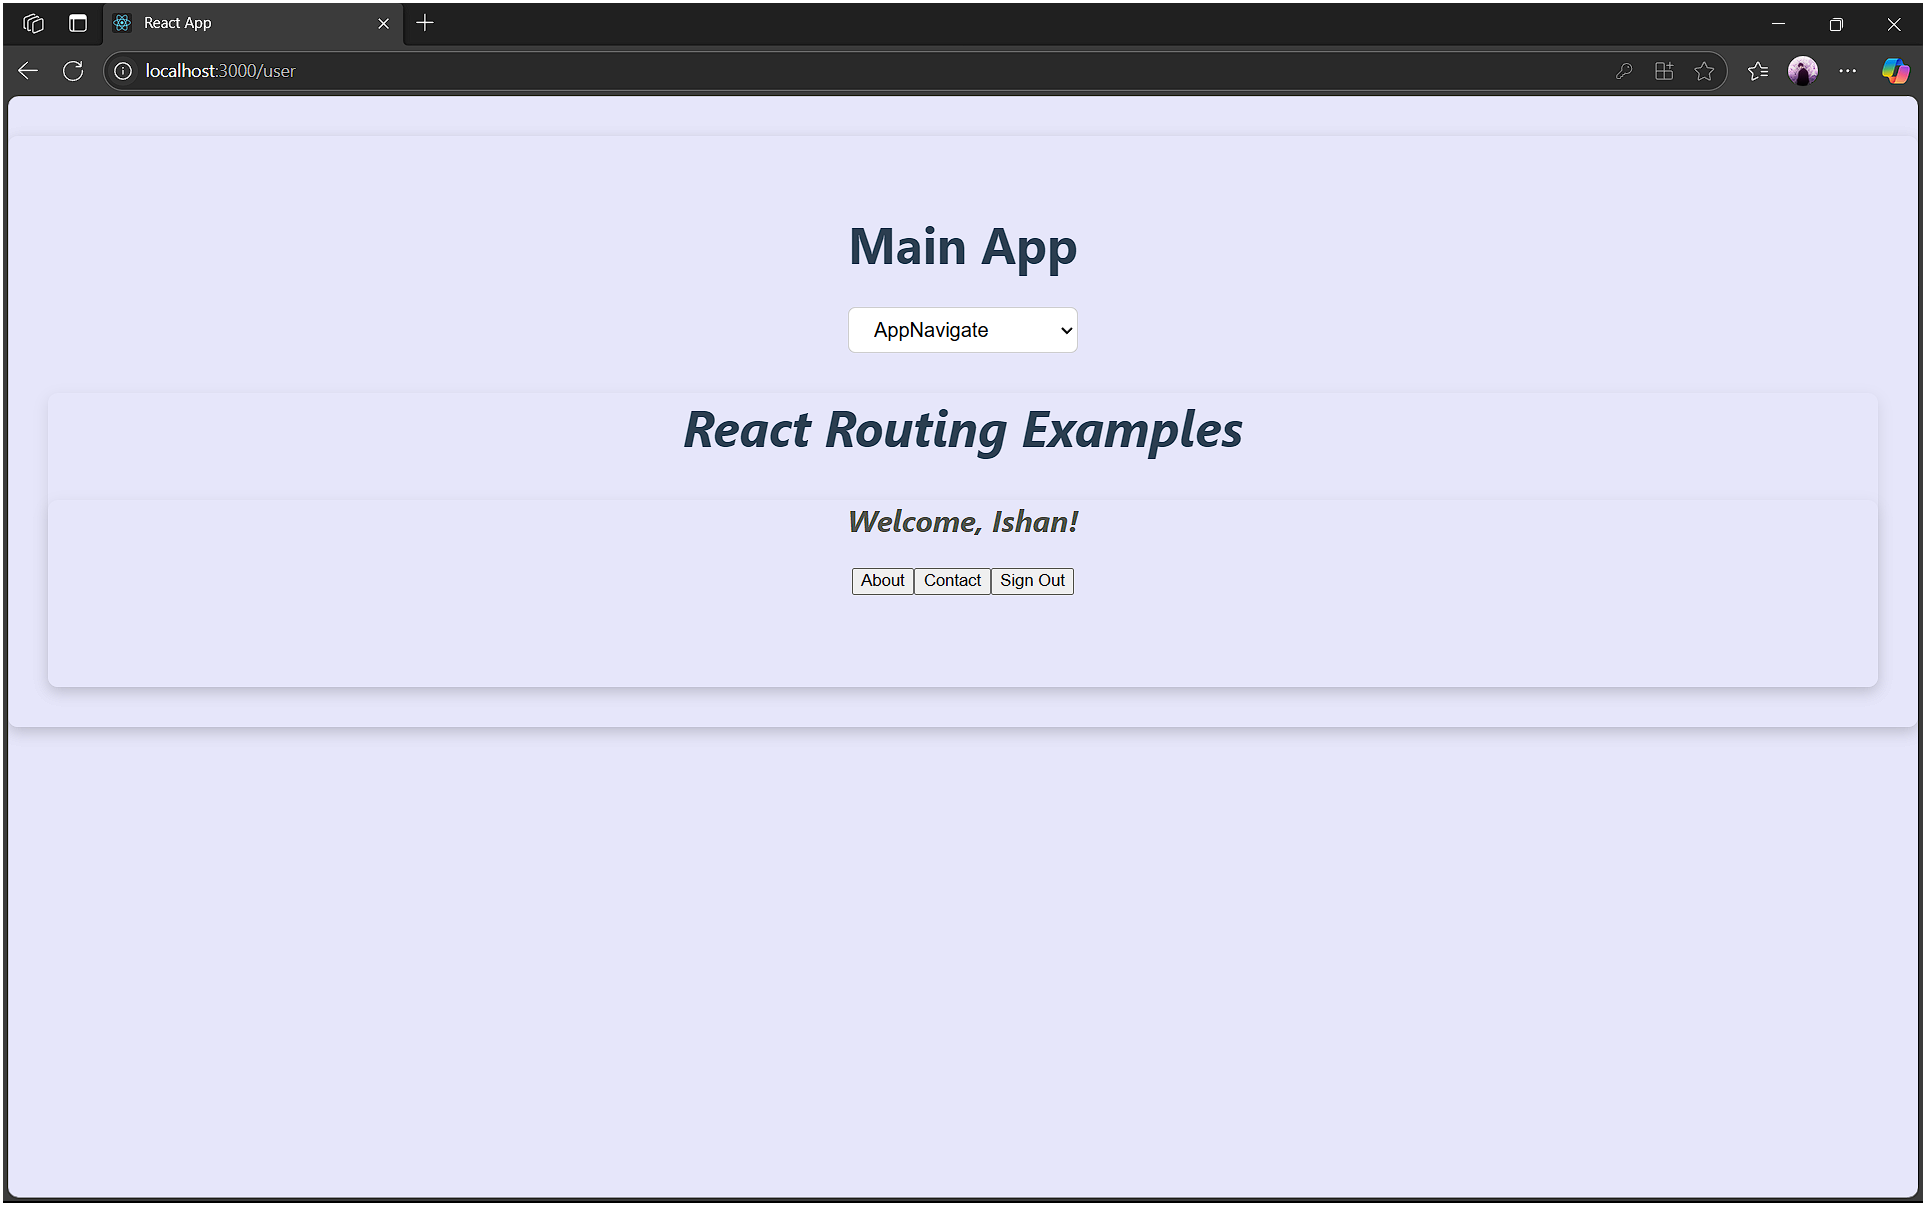 React App
localhost:3000/user
Main App
AppNavigate
React Routing Examples
Welcome, Ishan!
About Contact Sign Out